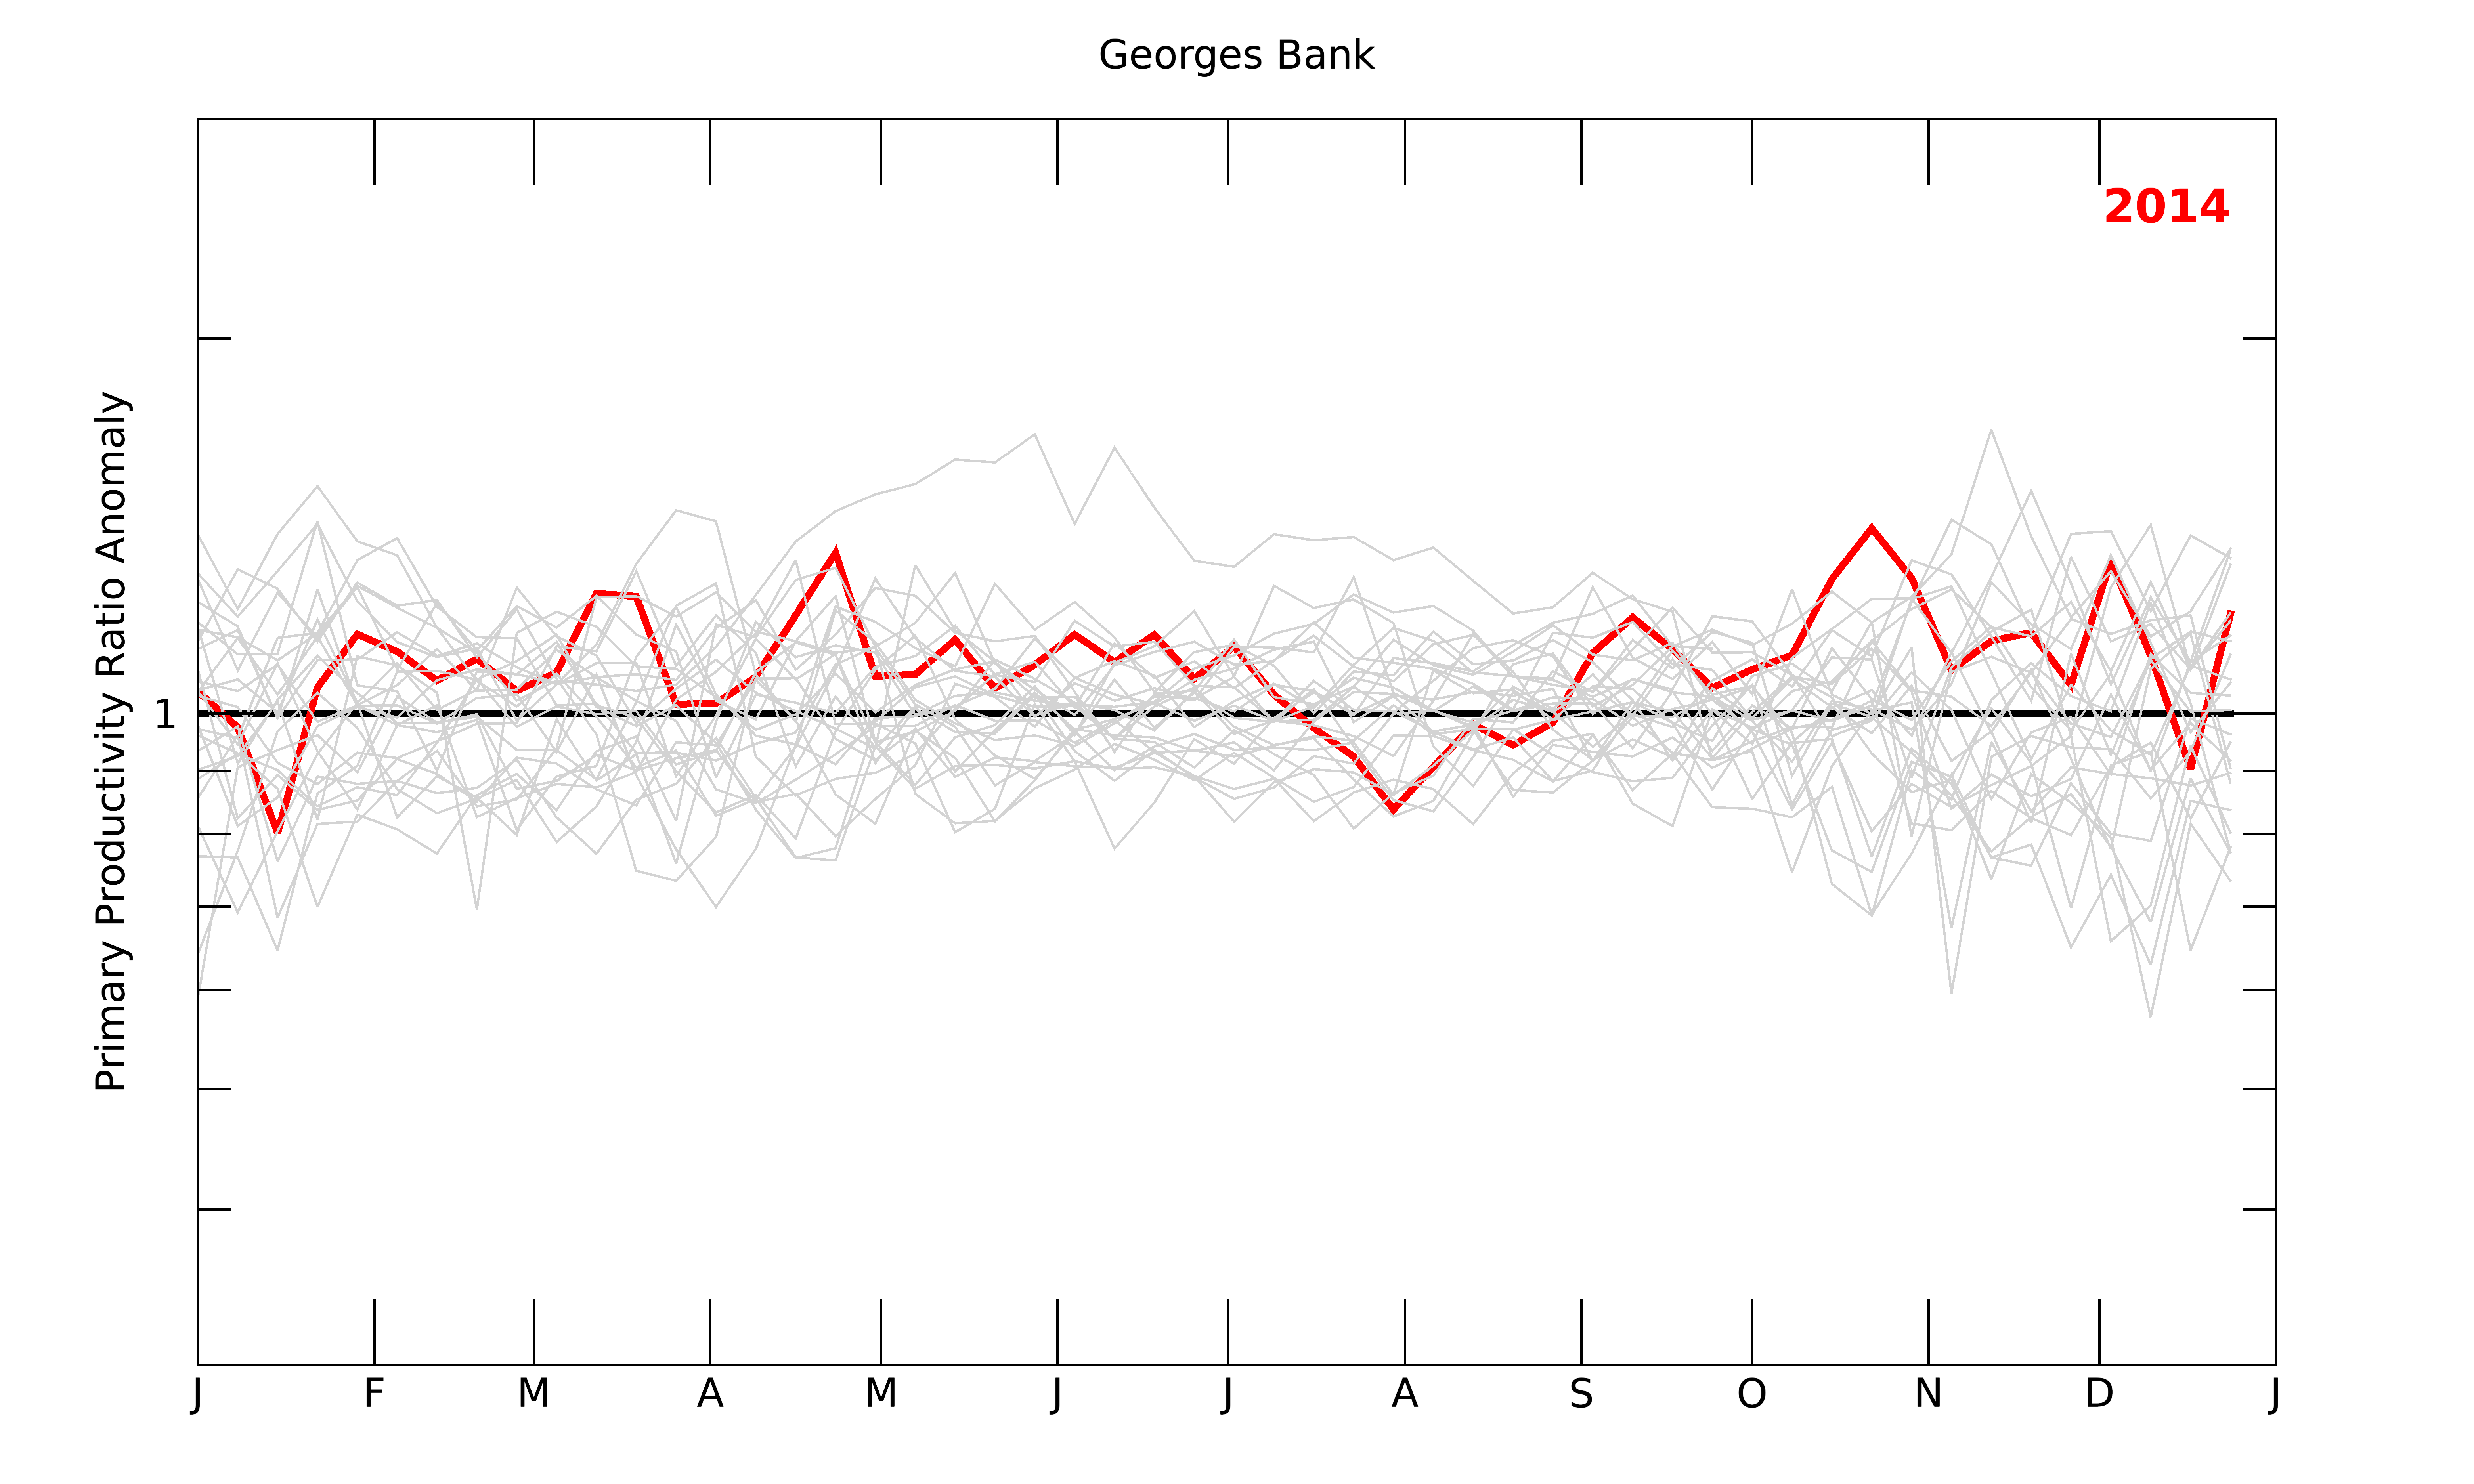 Georges Bank
2014
Primary Productivity Ratio Anomaly
1
J F M A M J J A S O N D J